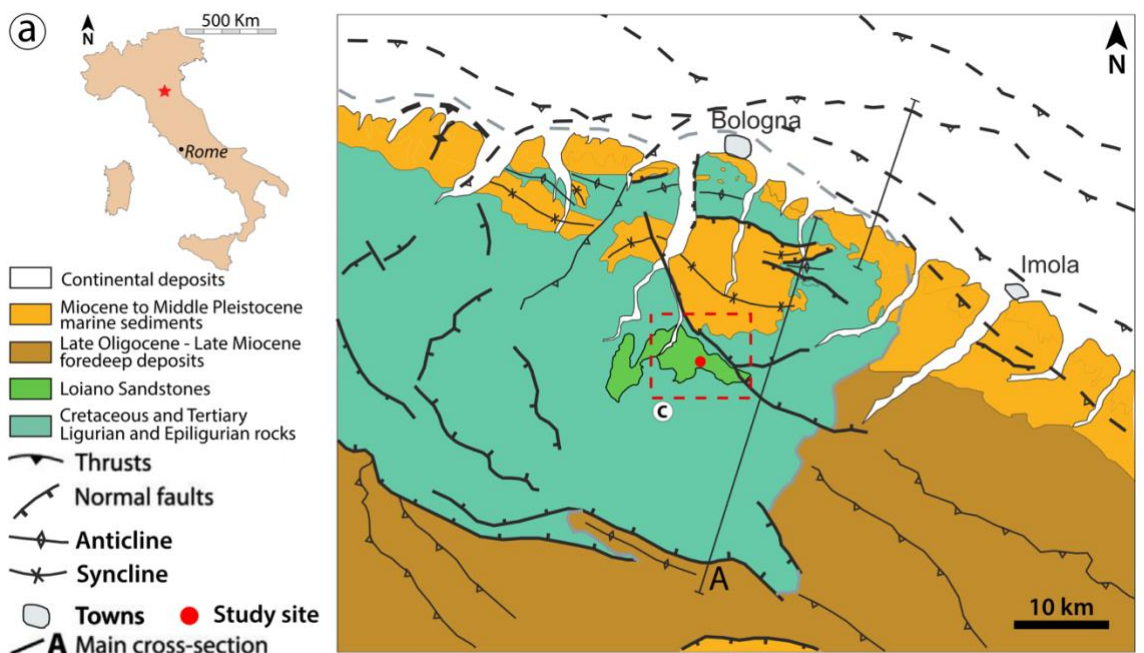 a
N
500 Km
Rome
Continental deposits
Miocene to Middle Pleistocene
marine sediments
Late Oligocene - Late Miocene
foredeep deposits
Loiano Sandstones
Cretaceous and Tertiary
Ligurian and Epiligurian rocks
Thrusts
Normal faults
Anticline
Syncline
Towns
Study site
A Main cross-section
N
Bologna
Imola
c
A
10 km